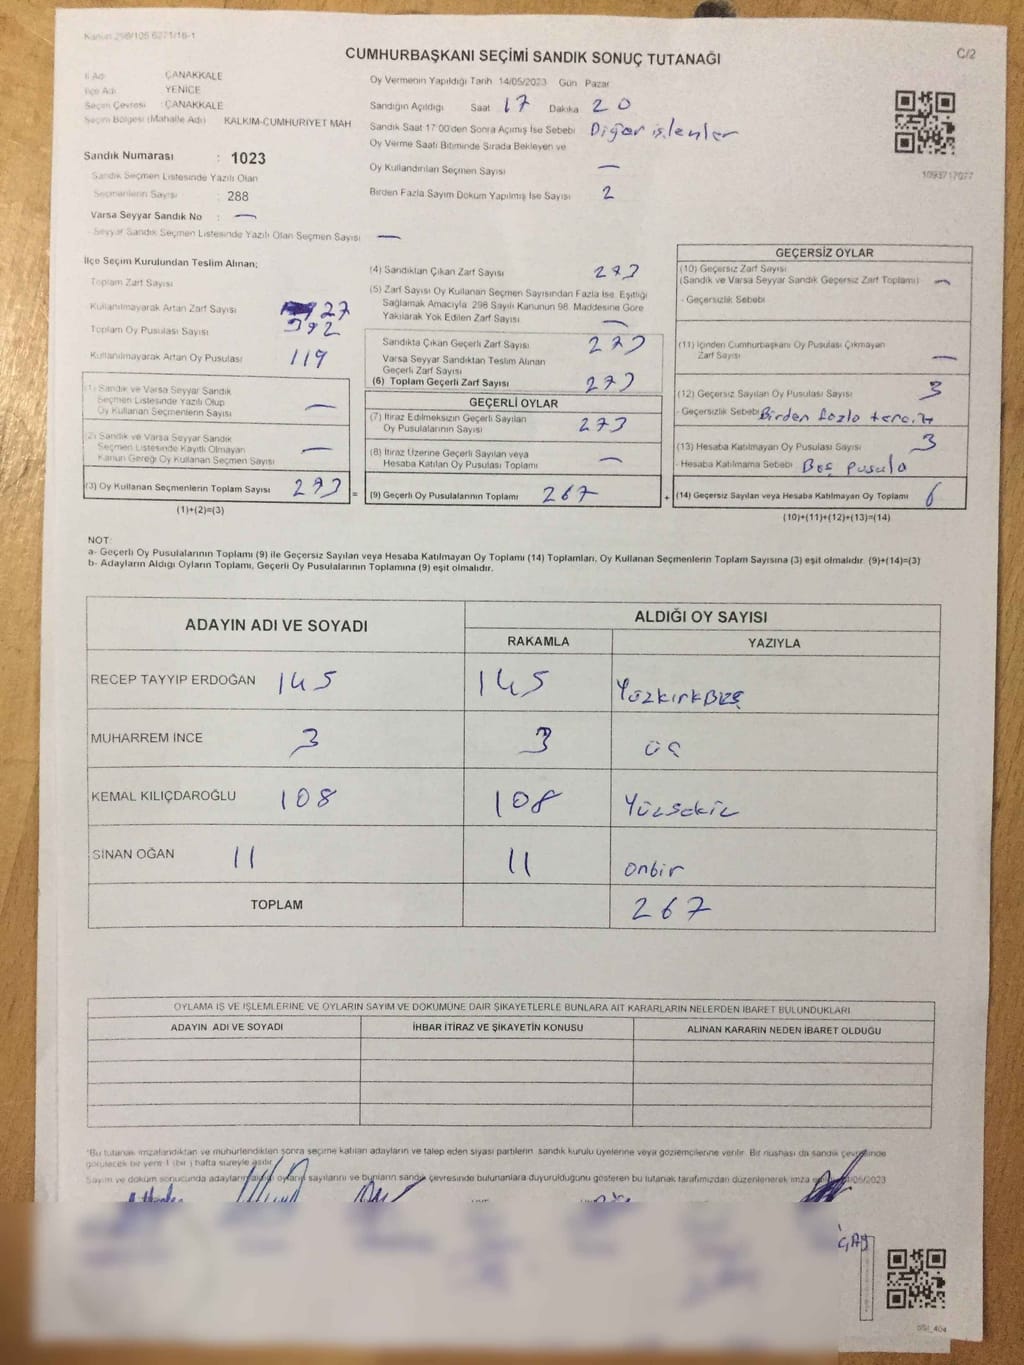 Kanun 298/105 6271/18-1
C/2
CUMHURBAŞKANI SEÇİMİ SANDIK SONUÇ TUTANAĞI
İl Adı ÇANAKKALE
İlçe Adı YENİCE
Seçim Çevresi ÇANAKKALE
Seçim Bölgesi (Mahalle Adı) KALKIM-CUMHURİYET MAH
Sandık Numarası : 1023
Sandık Seçmen Listesinde Yazılı Olan
Seçmenlerin Sayısı : 288
Varsa Seyyar Sandık No : —
Seyyar Sandık Seçmen Listesinde Yazılı Olan Seçmen Sayısı —
Oy Vermenin Yapıldığı Tarih 14/05/2023 Gün Pazar
Sandığın Açıldığı Saat 17 Dakika 20
Sandık Saat 17:00'den Sonra Açılmış İse Sebebi Diğer işlenler
Oy Verme Saati Bitiminde Sırada Bekleyen ve
Oy Kullandırılan Seçmen Sayısı —
Birden Fazla Sayım Döküm Yapılmış İse Sayısı 2
1093717077
İlçe Seçim Kurulundan Teslim Alınan;
Toplam Zarf Sayısı
Kullanılmayarak Artan Zarf Sayısı 27
Toplam Oy Pusulası Sayısı 392
Kullanılmayarak Artan Oy Pusulası 119
(1) Sandık ve Varsa Seyyar Sandık
Seçmen Listesinde Yazılı Olup
Oy Kullanan Seçmenlerin Sayısı —
(2) Sandık ve Varsa Seyyar Sandık
Seçmen Listesinde Kayıtlı Olmayan
Kanun Gereği Oy Kullanan Seçmen Sayısı —
(3) Oy Kullanan Seçmenlerin Toplam Sayısı 273 =
(1)+(2)=(3)
(4) Sandıktan Çıkan Zarf Sayısı 273
(5) Zarf Sayısı Oy Kullanan Seçmen Sayısından Fazla İse, Eşitliği
Sağlamak Amacıyla, 298 Sayılı Kanunun 98. Maddesine Göre
Yakılarak Yok Edilen Zarf Sayısı —
Sandıkta Çıkan Geçerli Zarf Sayısı 273
Varsa Seyyar Sandıktan Teslim Alınan
Geçerli Zarf Sayısı
(6) Toplam Geçerli Zarf Sayısı 273
GEÇERLİ OYLAR
(7) İtiraz Edilmeksizin Geçerli Sayılan
Oy Pusulalarının Sayısı 273
(8) İtiraz Üzerine Geçerli Sayılan veya
Hesaba Katılan Oy Pusulası Toplamı —
(9) Geçerli Oy Pusulalarının Toplamı 267 +
GEÇERSİZ OYLAR
(10) Geçersiz Zarf Sayısı
(Sandık ve Varsa Seyyar Sandık Geçersiz Zarf Toplamı) —
- Geçersizlik Sebebi
(11) İçinden Cumhurbaşkanı Oy Pusulası Çıkmayan
Zarf Sayısı —
(12) Geçersiz Sayılan Oy Pusulası Sayısı 3
- Geçersizlik Sebebi Birden fazla tercih
(13) Hesaba Katılmayan Oy Pusulası Sayısı 3
- Hesaba Katılmama Sebebi Boş pusula
(14) Geçersiz Sayılan veya Hesaba Katılmayan Oy Toplamı 6
(10)+(11)+(12)+(13)=(14)
NOT:
a- Geçerli Oy Pusulalarının Toplamı (9) ile Geçersiz Sayılan veya Hesaba Katılmayan Oy Toplamı (14) Toplamları, Oy Kullanan Seçmenlerin Toplam Sayısına (3) eşit olmalıdır. (9)+(14)=(3)
b- Adayların Aldığı Oyların Toplamı, Geçerli Oy Pusulalarının Toplamına (9) eşit olmalıdır.
ADAYIN ADI VE SOYADI ALDIĞI OY SAYISI
RAKAMLA YAZIYLA
RECEP TAYYİP ERDOĞAN 145 145 YüzkırkBeş
MUHARREM İNCE 3 3 üç
KEMAL KILIÇDAROĞLU 108 108 Yüzsekiz
SİNAN OĞAN 11 11 onbir
TOPLAM 267
OYLAMA İŞ VE İŞLEMLERİNE VE OYLARIN SAYIM VE DÖKÜMÜNE DAİR ŞİKAYETLERLE BUNLARA AİT KARARLARIN NELERDEN İBARET BULUNDUKLARI
ADAYIN ADI VE SOYADI İHBAR İTİRAZ VE ŞİKAYETİN KONUSU ALINAN KARARIN NEDEN İBARET OLDUĞU
*Bu tutanak imzalandıktan ve mühürlendikten sonra seçime katılan adayların ve talep eden siyasi partilerin sandık kurulu üyelerine veya gözlemcilerine verilir. Bir nüshası da sandık çevresinde
görülecek bir yere 1 (bir) hafta süreyle asılır.
Sayım ve döküm sonucunda adayların aldığı oyların sayılarını ve bunların sandık çevresinde bulunanlara duyurulduğunu gösteren bu tutanak tarafımızdan düzenlenerek imza